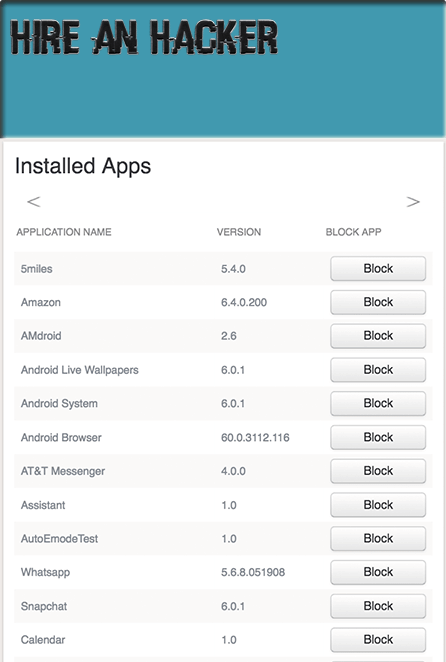 HIRE AN HACKER
Installed Apps
< >
APPLICATION NAME VERSION BLOCK APP
5miles 5.4.0 Block
Amazon 6.4.0.200 Block
AMdroid 2.6 Block
Android Live Wallpapers 6.0.1 Block
Android System 6.0.1 Block
Android Browser 60.0.3112.116 Block
AT&T Messenger 4.0.0 Block
Assistant 1.0 Block
AutoEmodeTest 1.0 Block
Whatsapp 5.6.8.051908 Block
Snapchat 6.0.1 Block
Calendar 1.0 Block